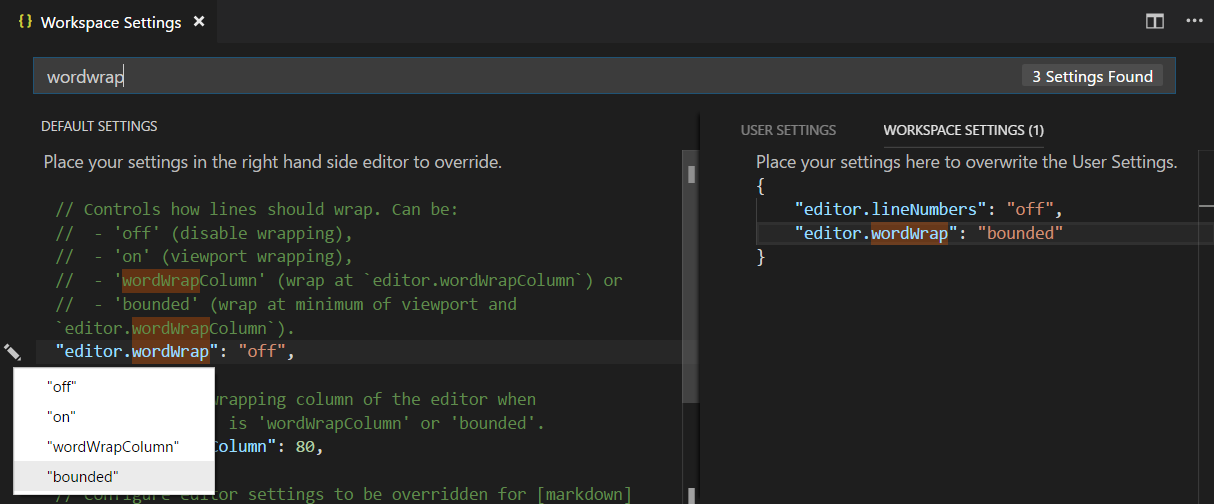 {} Workspace Settings ×
wordwrap
3 Settings Found
DEFAULT SETTINGS
Place your settings in the right hand side editor to override.
// Controls how lines should wrap. Can be:
//  - 'off' (disable wrapping),
//  - 'on' (viewport wrapping),
//  - 'wordWrapColumn' (wrap at `editor.wordWrapColumn`) or
//  - 'bounded' (wrap at minimum of viewport and
`editor.wordWrapColumn`).
"editor.wordWrap": "off",
"off"
"on"
"wordWrapColumn"
"bounded"
wrapping column of the editor when
is 'wordWrapColumn' or 'bounded'.
Column": 80,
// Configure editor settings to be overridden for [markdown]
USER SETTINGS
WORKSPACE SETTINGS (1)
Place your settings here to overwrite the User Settings.
{
"editor.lineNumbers": "off",
"editor.wordWrap": "bounded"
}